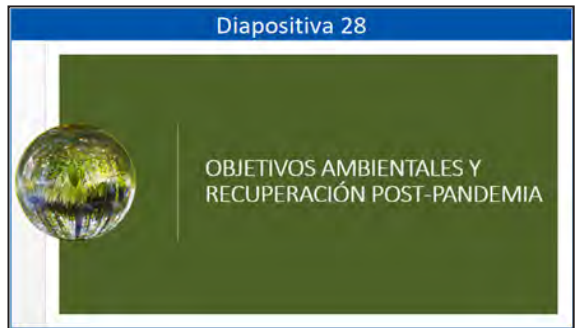 Diapositiva 28
OBJETIVOS AMBIENTALES Y
RECUPERACIÓN POST-PANDEMIA